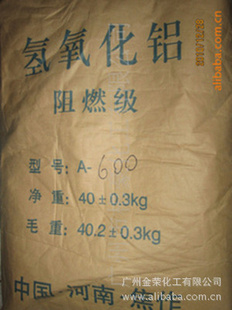 氢氧化铝
阻燃级
型号：A-600
净重：40±0.3kg
毛重：40.2±0.3kg
中国·河南·焦作
广州金荣化工有限公司
alibaba.com.cn